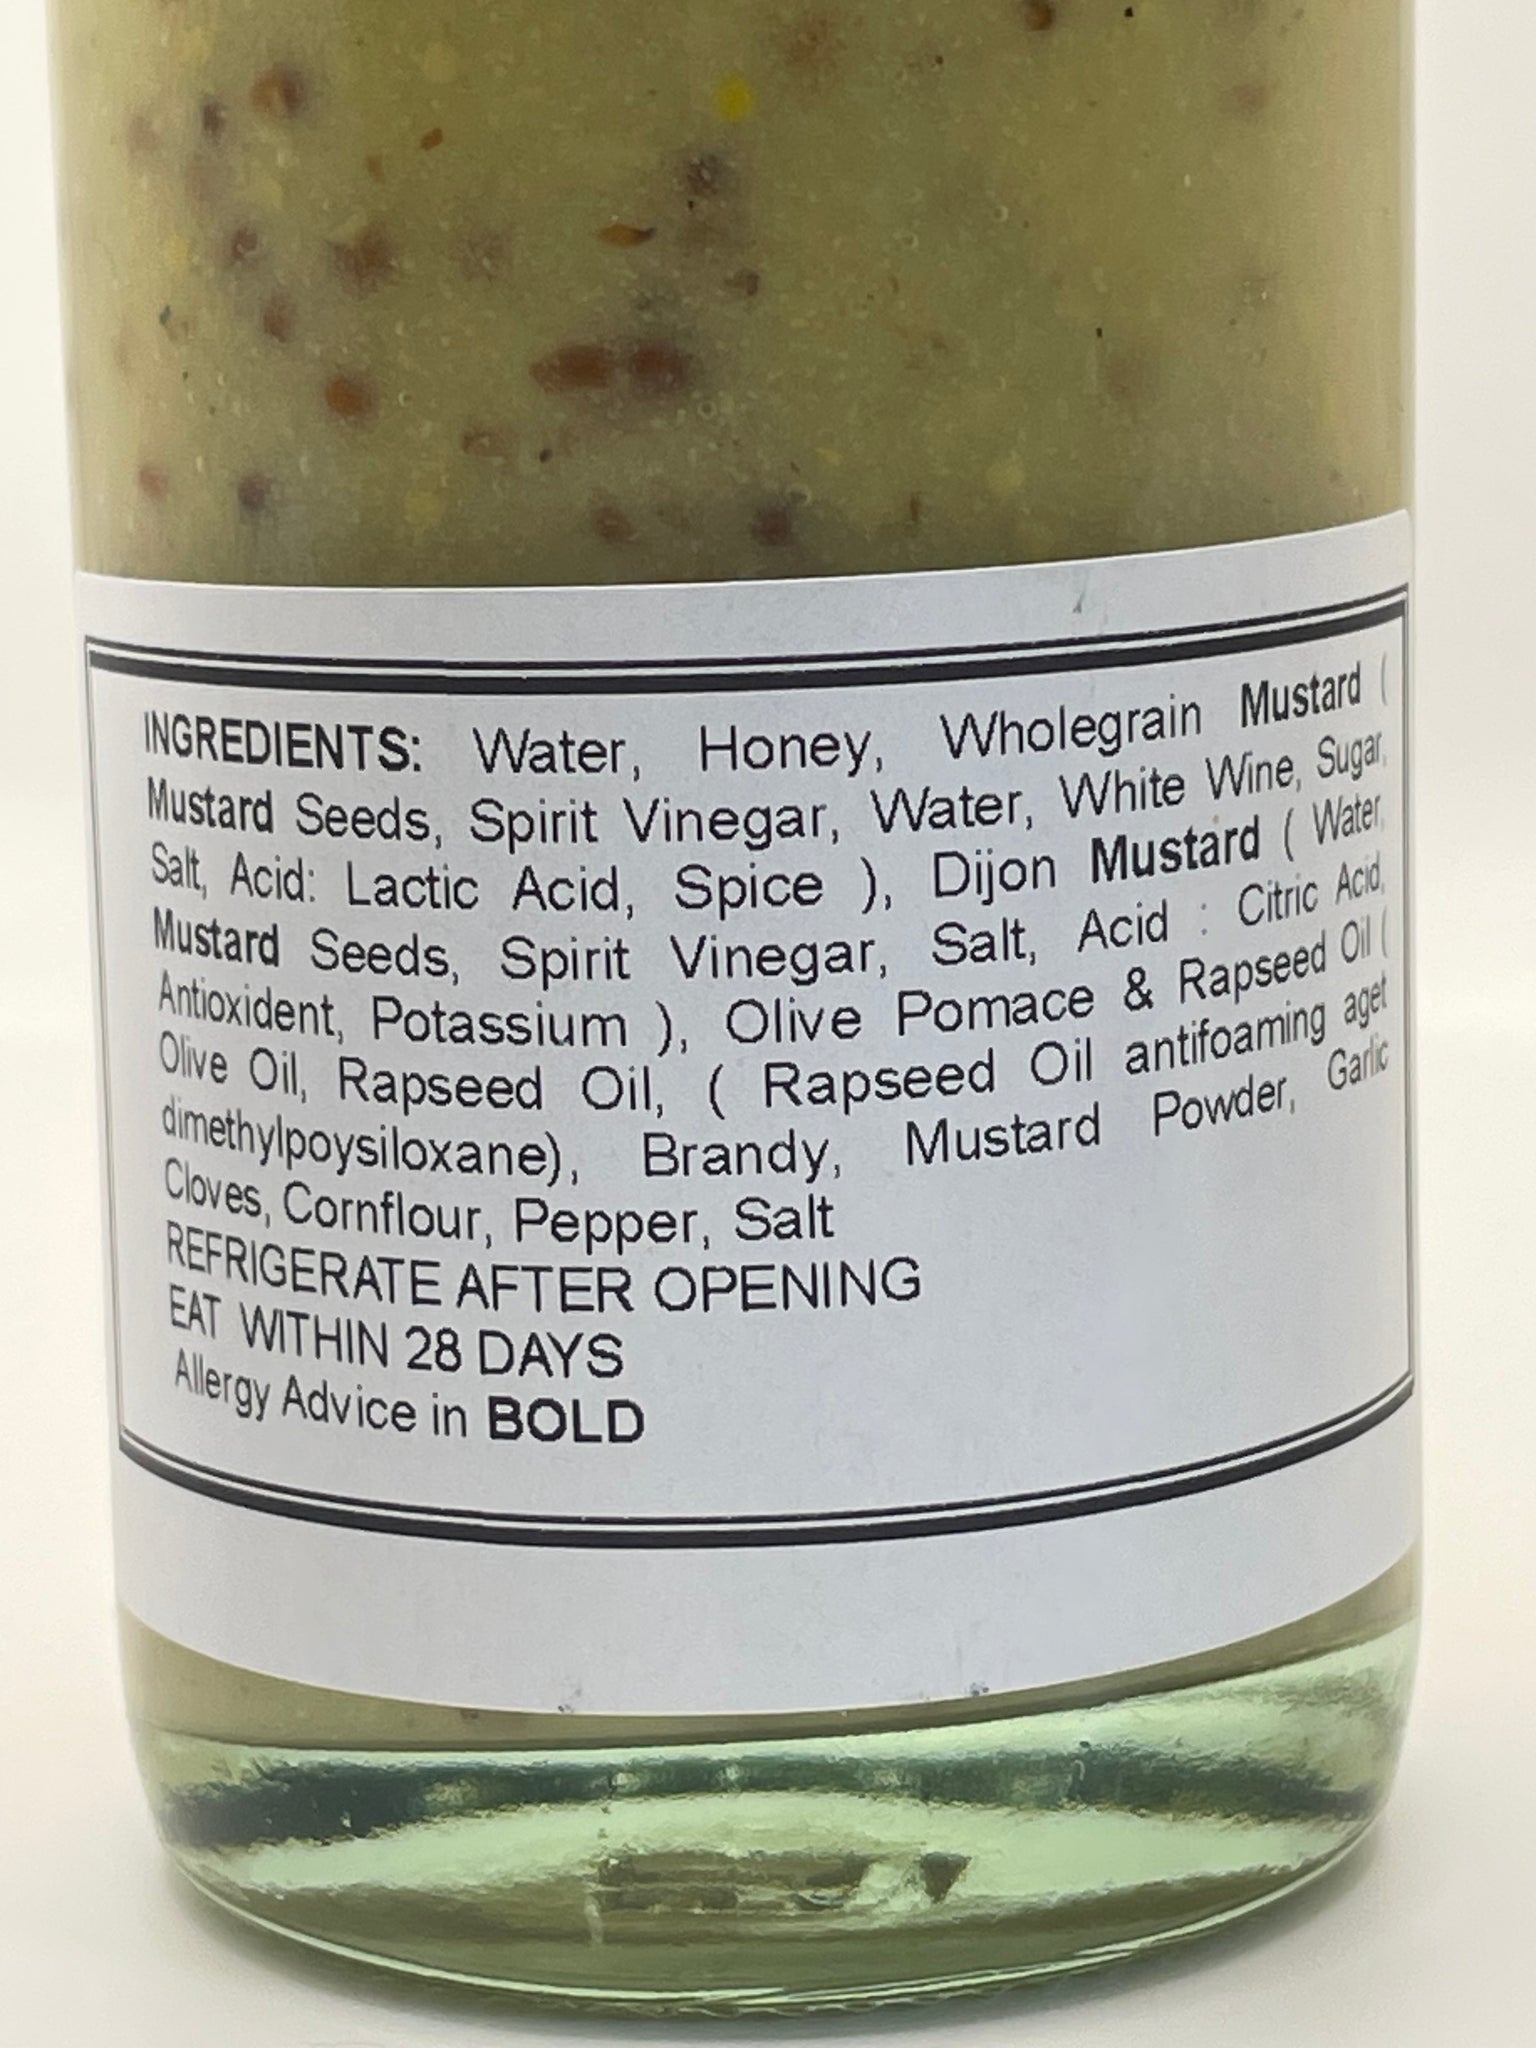 INGREDIENTS: Water, Honey, Wholegrain Mustard (
Mustard Seeds, Spirit Vinegar, Water, White Wine, Sugar,
Salt, Acid: Lactic Acid, Spice ), Dijon Mustard ( Water,
Mustard Seeds, Spirit Vinegar, Salt, Acid : Citric Acid,
Antioxident, Potassium ), Olive Pomace & Rapseed Oil (
Olive Oil, Rapseed Oil, ( Rapseed Oil antifoaming aget
dimethylpoysiloxane), Brandy, Mustard Powder, Garlic
Cloves, Cornflour, Pepper, Salt
REFRIGERATE AFTER OPENING
EAT WITHIN 28 DAYS
Allergy Advice in BOLD